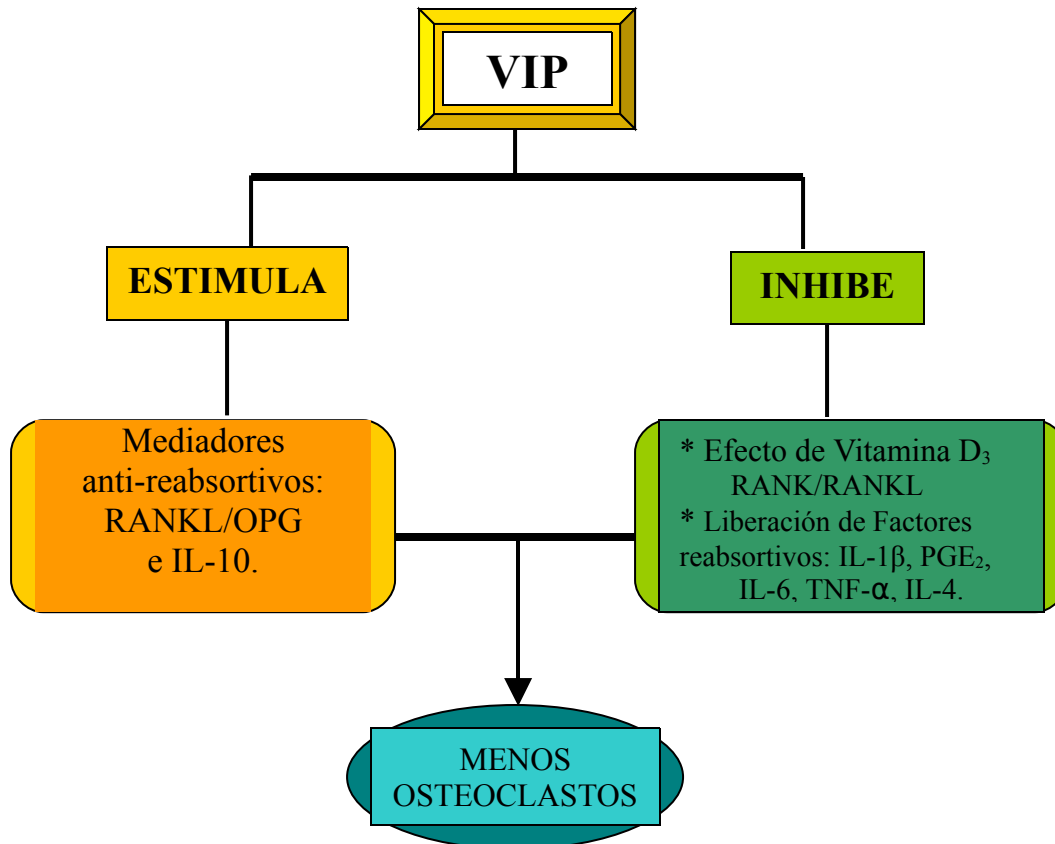 VIP
ESTIMULA
INHIBE
Mediadores
anti-reabsortivos:
RANKL/OPG
e IL-10.
* Efecto de Vitamina D₃
RANK/RANKL
* Liberación de Factores
reabsortivos: IL-1β, PGE₂,
IL-6, TNF-α, IL-4.
MENOS
OSTEOCLASTOS